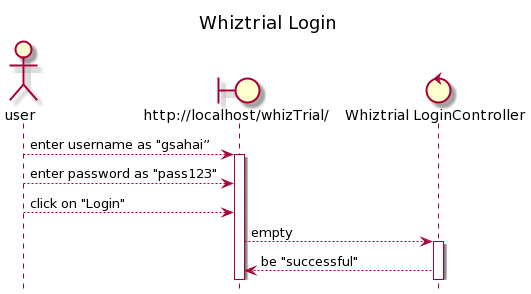 Whiztrial Login
user
http://localhost/whizTrial/
Whiztrial LoginController
enter username as "gsahai”
enter password as "pass123"
click on "Login"
empty
be "successful"